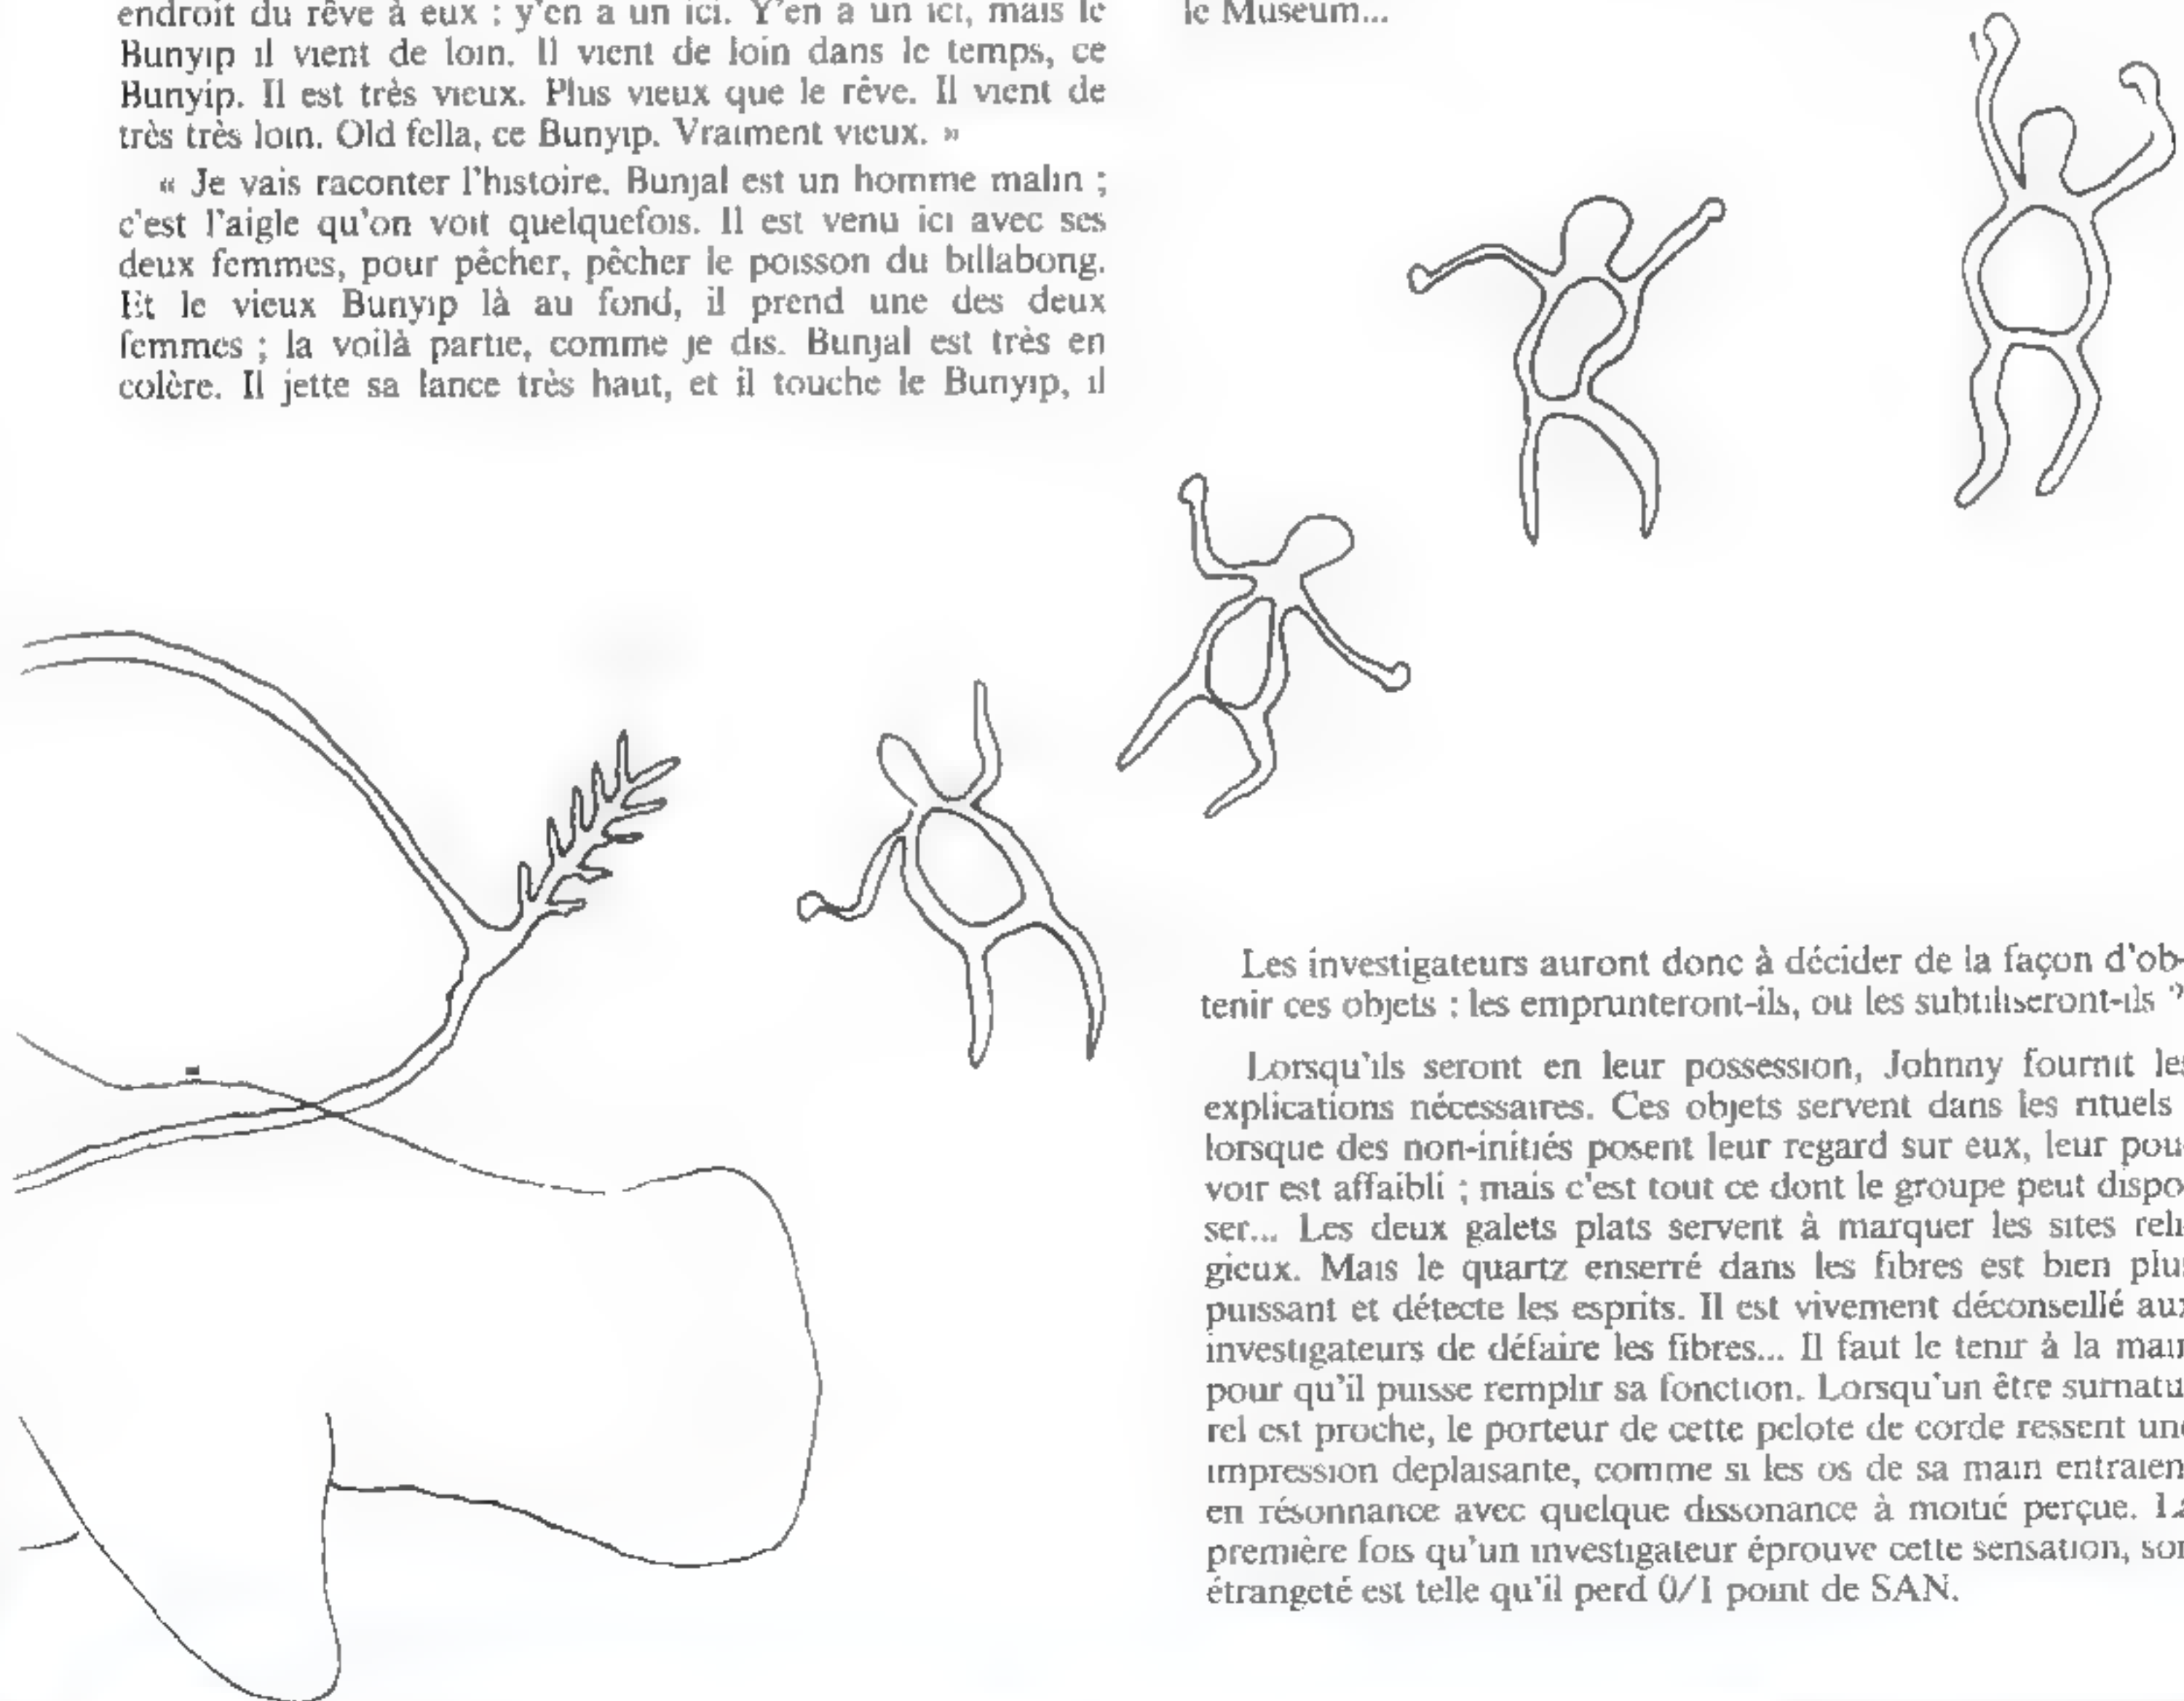 endroit du rêve à eux : y'en a un ici. Y'en a un ici, mais le
Bunyip il vient de loin. Il vient de loin dans le temps, ce
Bunyip. Il est très vieux. Plus vieux que le rêve. Il vient de
très très loin. Old fella, ce Bunyip. Vraiment vieux. »
« Je vais raconter l'histoire. Bunjal est un homme malin ;
c'est l'aigle qu'on voit quelquefois. Il est venu ici avec ses
deux femmes, pour pêcher, pêcher le poisson du billabong.
Et le vieux Bunyip là au fond, il prend une des deux
femmes ; la voilà partie, comme je dis. Bunjal est très en
colère. Il jette sa lance très haut, et il touche le Bunyip, il
le Museum...
Les investigateurs auront donc à décider de la façon d'ob-
tenir ces objets : les emprunteront-ils, ou les subtiliseront-ils ?
Lorsqu'ils seront en leur possession, Johnny fournit les
explications nécessaires. Ces objets servent dans les rituels
lorsque des non-initiés posent leur regard sur eux, leur pou-
voir est affaibli ; mais c'est tout ce dont le groupe peut dispo-
ser... Les deux galets plats servent à marquer les sites reli
gieux. Mais le quartz enserré dans les fibres est bien plus
puissant et détecte les esprits. Il est vivement déconseillé aux
investigateurs de défaire les fibres... Il faut le tenir à la main
pour qu'il puisse remplir sa fonction. Lorsqu'un être surnatu
rel est proche, le porteur de cette pelote de corde ressent une
impression deplaisante, comme si les os de sa main entraien
en résonnance avec quelque dissonance à moitié perçue. La
première fois qu'un investigateur éprouve cette sensation, son
étrangeté est telle qu'il perd 0/1 point de SAN.